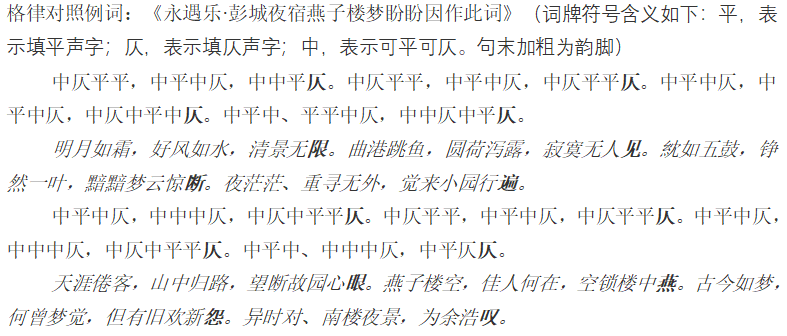 格律对照例词：《永遇乐·彭城夜宿燕子楼梦盼盼因作此词》（词牌符号含义如下：平，表
示填平声字；仄，表示填仄声字；中，表示可平可仄。句末加粗为韵脚）
中仄平平，中平中仄，中中平仄。中仄平平，中平中仄，中仄平平仄。中平中仄，中
平中仄，中仄中平中仄。中平中、平平中仄，中中仄中平仄。
明月如霜，好风如水，清景无限。曲港跳鱼，圆荷泻露，寂寞无人见。紞如五鼓，铮
然一叶，黯黯梦云惊断。夜茫茫、重寻无外，觉来小园行遍。
中平中仄，中中中仄，中仄中平平仄。中仄平平，中平中仄，中仄平平仄。中平中仄，
中中中仄，中仄中平平仄。中平中、中中中仄，中平仄仄。
天涯倦客，山中归路，望断故园心眼。燕子楼空，佳人何在，空锁楼中燕。古今如梦，
何曾梦觉，但有旧欢新怨。异时对、南楼夜景，为余浩叹。